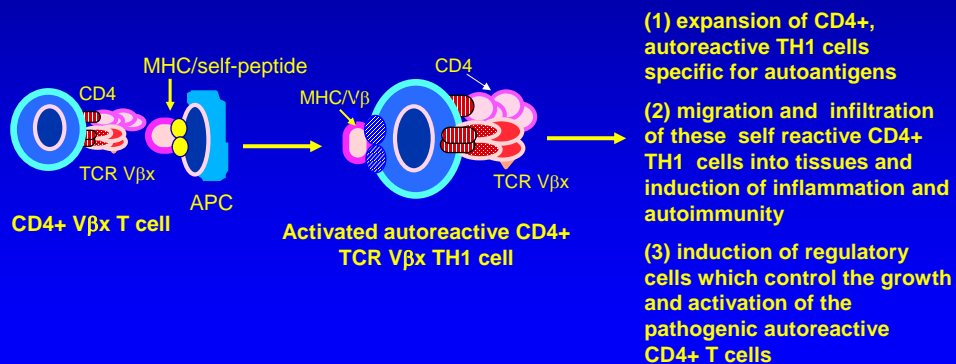 MHC/self-peptide
CD4
TCR Vβx
APC
CD4+ Vβx T cell
MHC/Vβ
CD4
TCR Vβx
Activated autoreactive CD4+
TCR Vβx TH1 cell
(1) expansion of CD4+,
autoreactive TH1 cells
specific for autoantigens
(2) migration and infiltration
of these self reactive CD4+
TH1 cells into tissues and
induction of inflammation and
autoimmunity
(3) induction of regulatory
cells which control the growth
and activation of the
pathogenic autoreactive
CD4+ T cells